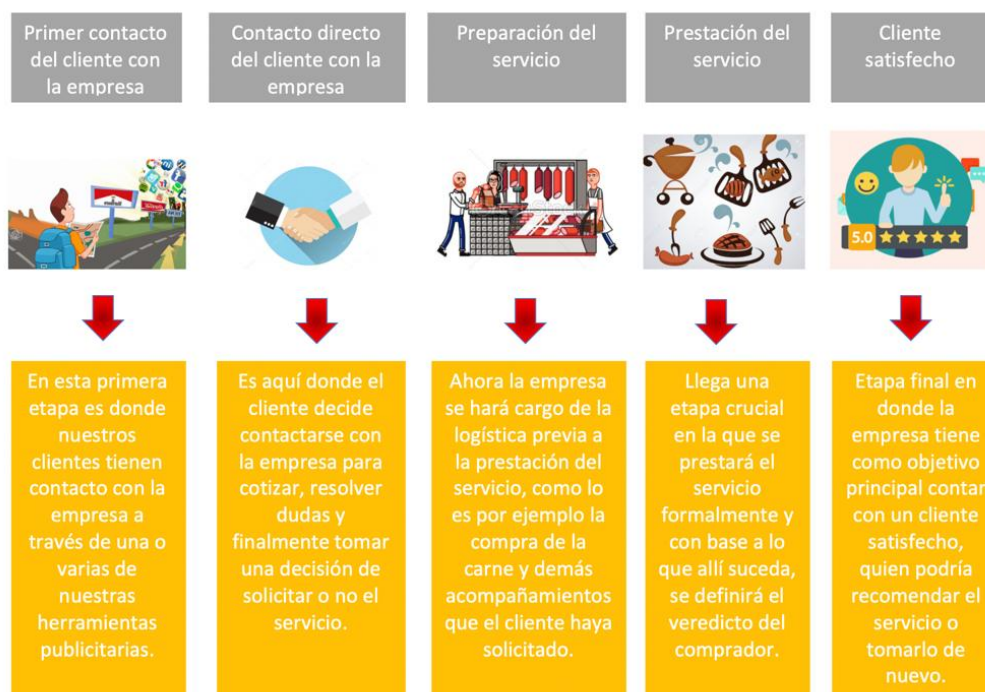 Primer contacto
del cliente con
la empresa
Contacto directo
del cliente con la
empresa
Preparación del
servicio
Prestación del
servicio
Cliente
satisfecho
5.0
En esta primera
etapa es donde
nuestros
clientes tienen
contacto con la
empresa a
través de una o
varias de
nuestras
herramientas
publicitarias.
Es aquí donde el
cliente decide
contactarse con
la empresa para
cotizar, resolver
dudas y
finalmente tomar
una decisión de
solicitar o no el
servicio.
Ahora la empresa
se hará cargo de la
logística previa a
la prestación del
servicio, como lo
es por ejemplo la
compra de la
carne y demás
acompañamientos
que el cliente haya
solicitado.
Llega una
etapa crucial
en la que se
prestará el
servicio
formalmente y
con base a lo
que allí suceda,
se definirá el
veredicto del
comprador.
Etapa final en
donde la
empresa tiene
como objetivo
principal contar
con un cliente
satisfecho,
quien podría
recomendar el
servicio o
tomarlo de
nuevo.